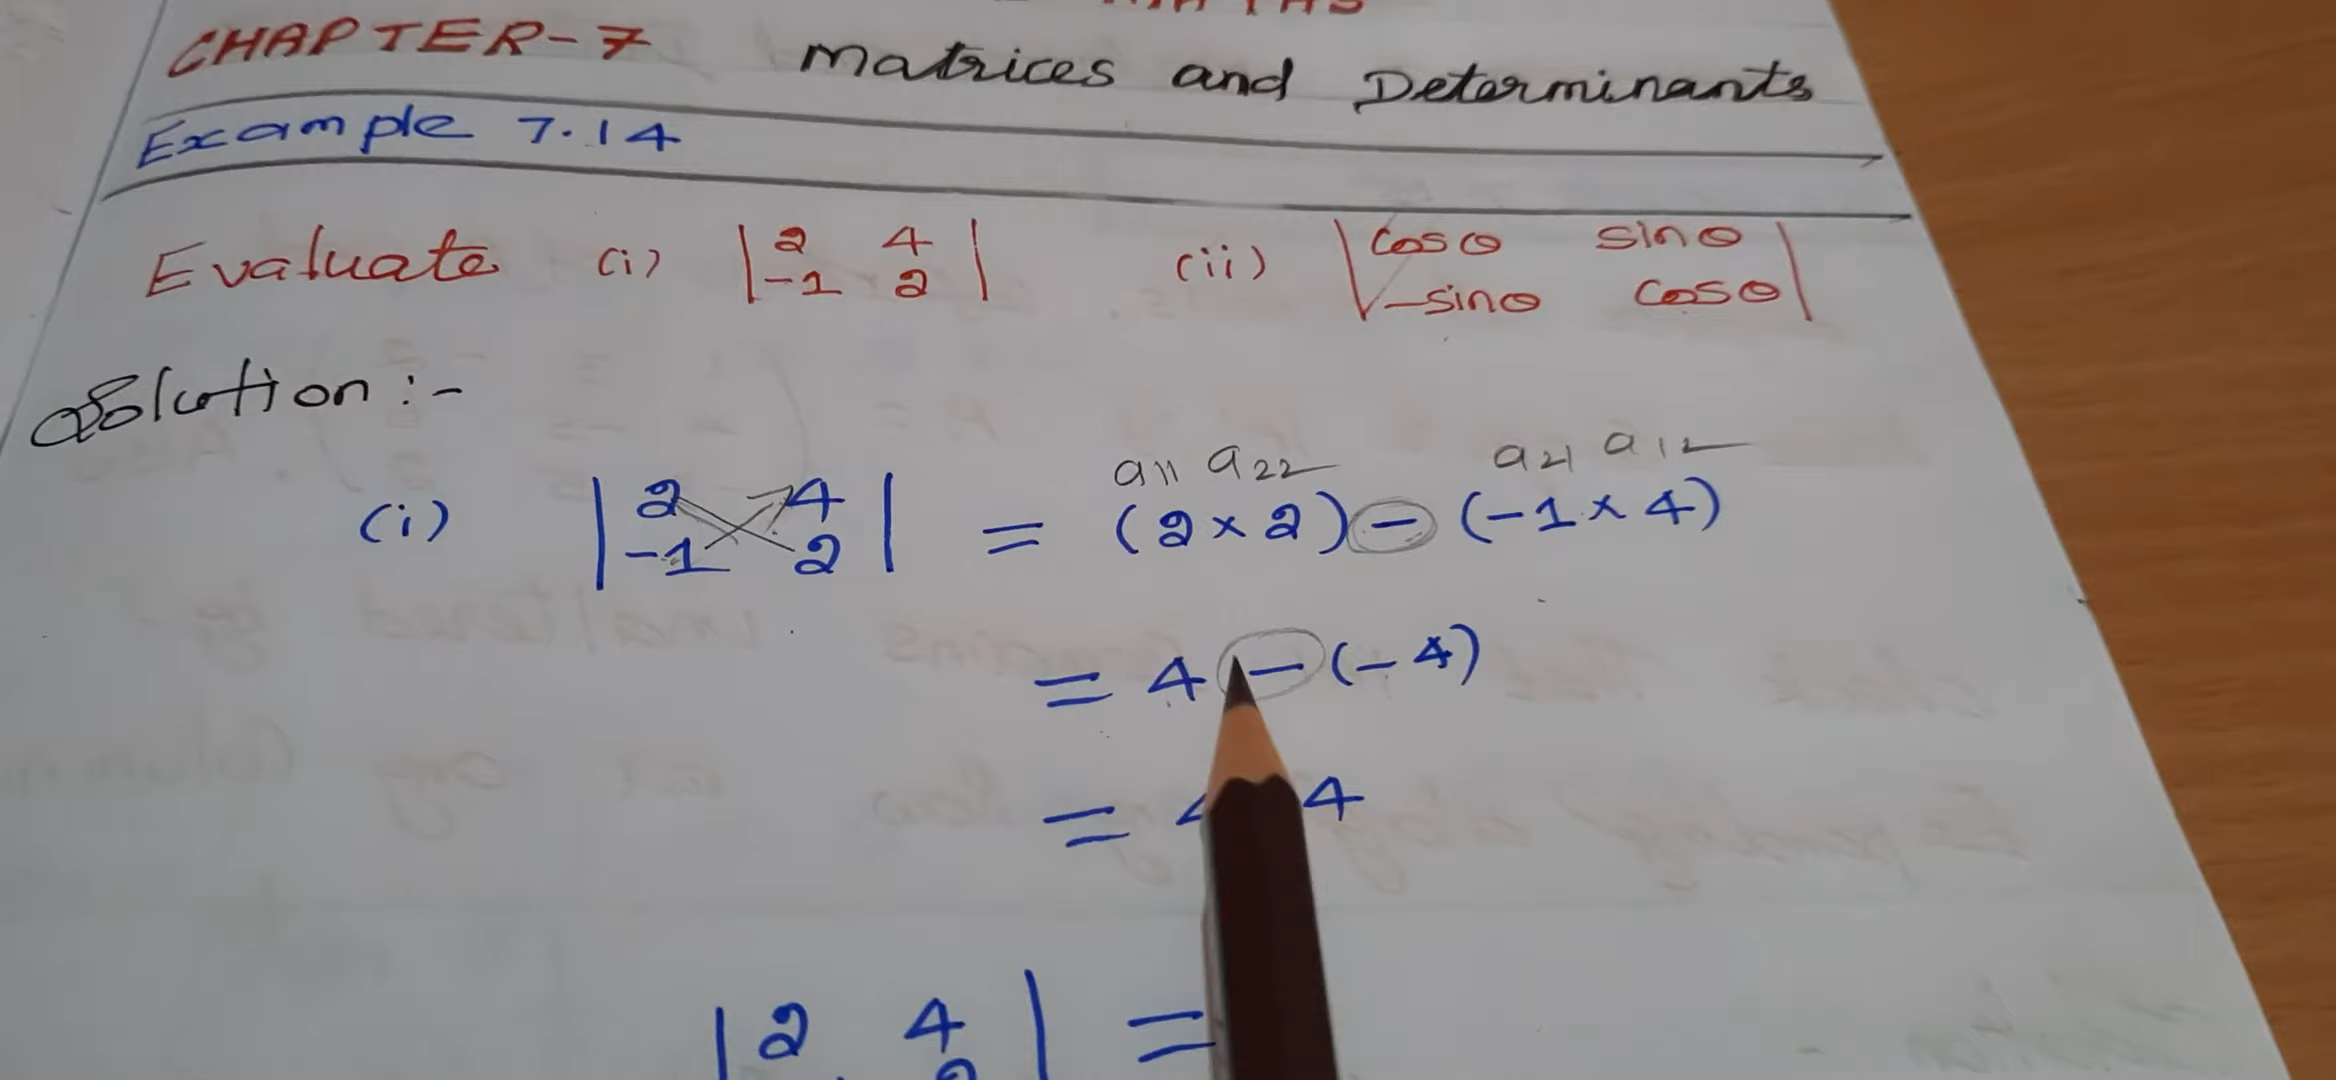 CHAPTER-7 Matrices and Determinants
Example 7.14
Evaluate (i) | 2 4 | (ii) | cosθ sinθ |
| -1 2 | | -sinθ cosθ |
Solution :-
a11 a22 a21 a12
(i) | 2 4 | = (2 × 2) - (-1 × 4)
| -1 2 |
= 4 - (-4)
= 4
| 2 4 | =
2